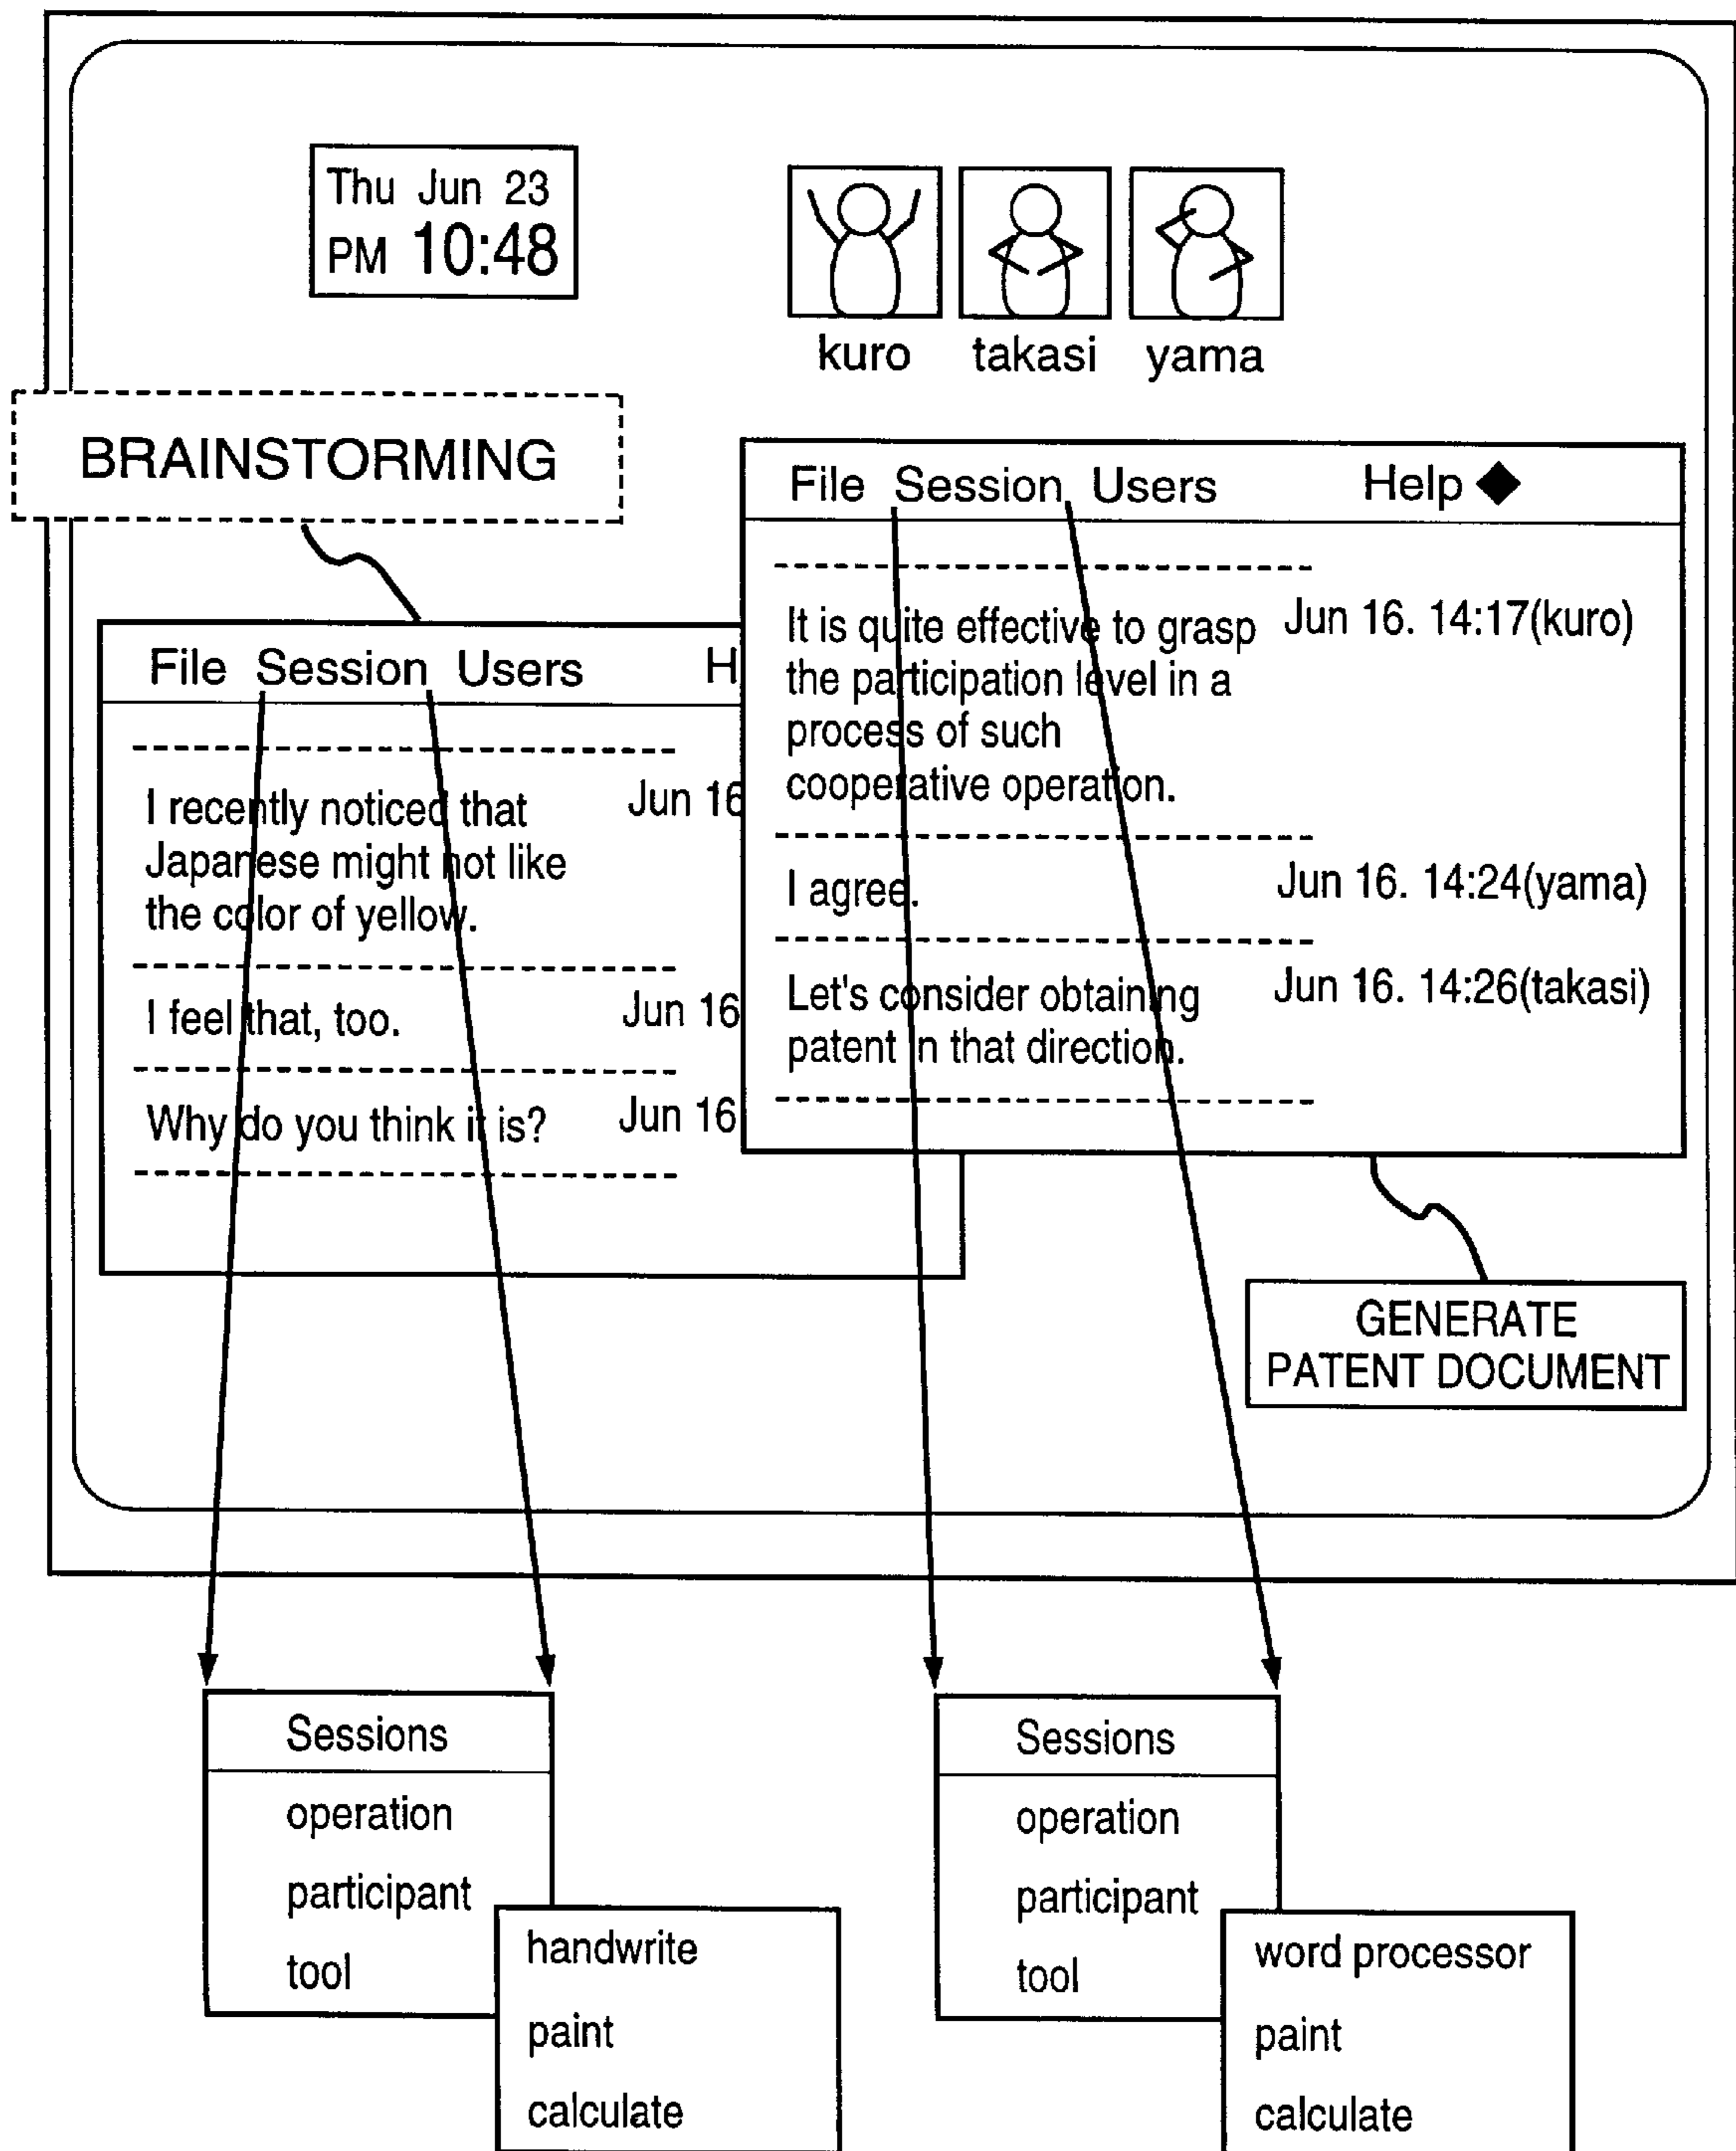 Thu Jun 23
PM 10:48
kuro takasi yama
BRAINSTORMING
File Session Users H
I recently noticed that Jun 16
Japanese might not like
the color of yellow.
I feel that, too. Jun 16
Why do you think it is? Jun 16
File Session Users Help
It is quite effective to grasp Jun 16. 14:17(kuro)
the participation level in a
process of such
cooperative operation.
I agree. Jun 16. 14:24(yama)
Let's consider obtaining Jun 16. 14:26(takasi)
patent in that direction.
GENERATE
PATENT DOCUMENT
Sessions
operation
participant
tool
handwrite
paint
calculate
Sessions
operation
participant
tool
word processor
paint
calculate